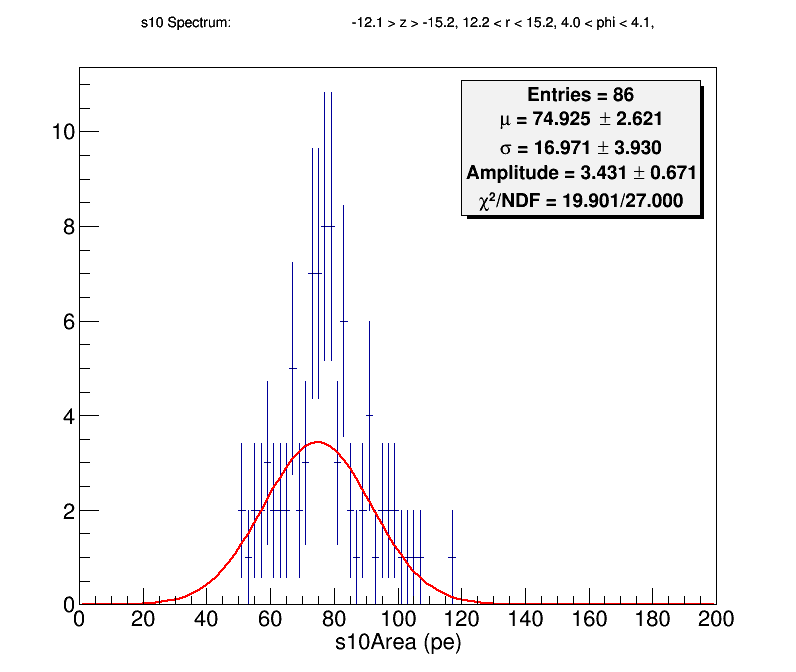 s10 Spectrum: -12.1 > z > -15.2, 12.2 < r < 15.2, 4.0 < phi < 4.1,
Entries = 86
μ = 74.925 ± 2.621
σ = 16.971 ± 3.930
Amplitude = 3.431 ± 0.671
χ²/NDF = 19.901/27.000
10
8
6
4
2
0
0 20 40 60 80 100 120 140 160 180 200
s10Area (pe)